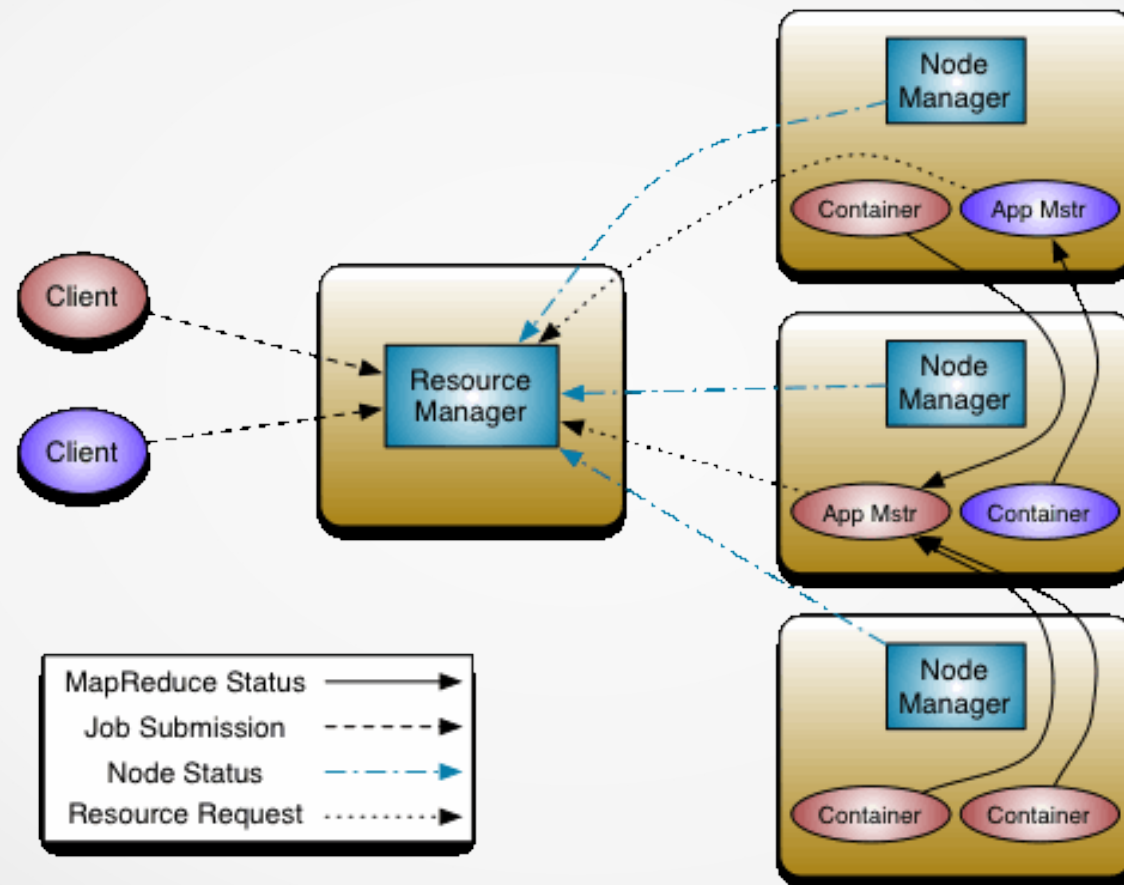 Client
Client
Resource
Manager
Node
Manager
Container
App Mstr
Node
Manager
App Mstr
Container
Node
Manager
Container
Container
MapReduce Status
Job Submission
Node Status
Resource Request